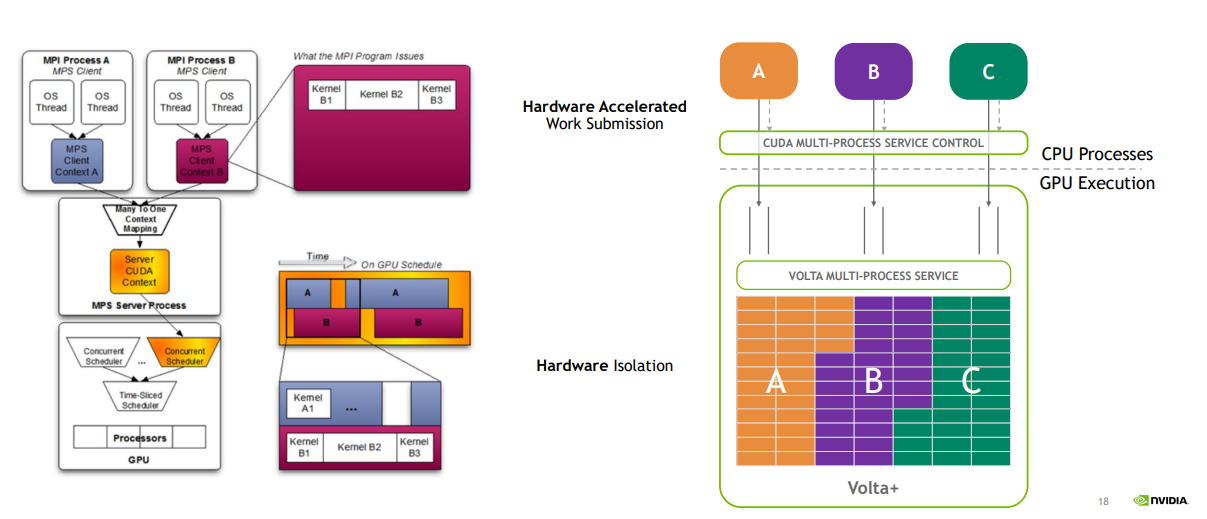 MPI Process A
MPS Client
OS
Thread
OS
Thread
MPS
Client
Context A
MPI Process B
MPS Client
OS
Thread
OS
Thread
MPS
Client
Context B
What the MPI Program Issues
Kernel
B1
Kernel B2
Kernel
B3
Many To One
Context
Mapping
Server
CUDA
Context
MPS Server Process
Concurrent
Scheduler
...
Concurrent
Scheduler
Time-Sliced
Scheduler
Processors
GPU
Time
On GPU Schedule
A
A
B
B
Kernel
A1
...
Kernel
B1
Kernel B2
Kernel
B3
Hardware Accelerated
Work Submission
Hardware Isolation
A
B
C
CUDA MULTI-PROCESS SERVICE CONTROL
CPU Processes
GPU Execution
VOLTA MULTI-PROCESS SERVICE
A
B
C
Volta+
18
NVIDIA.